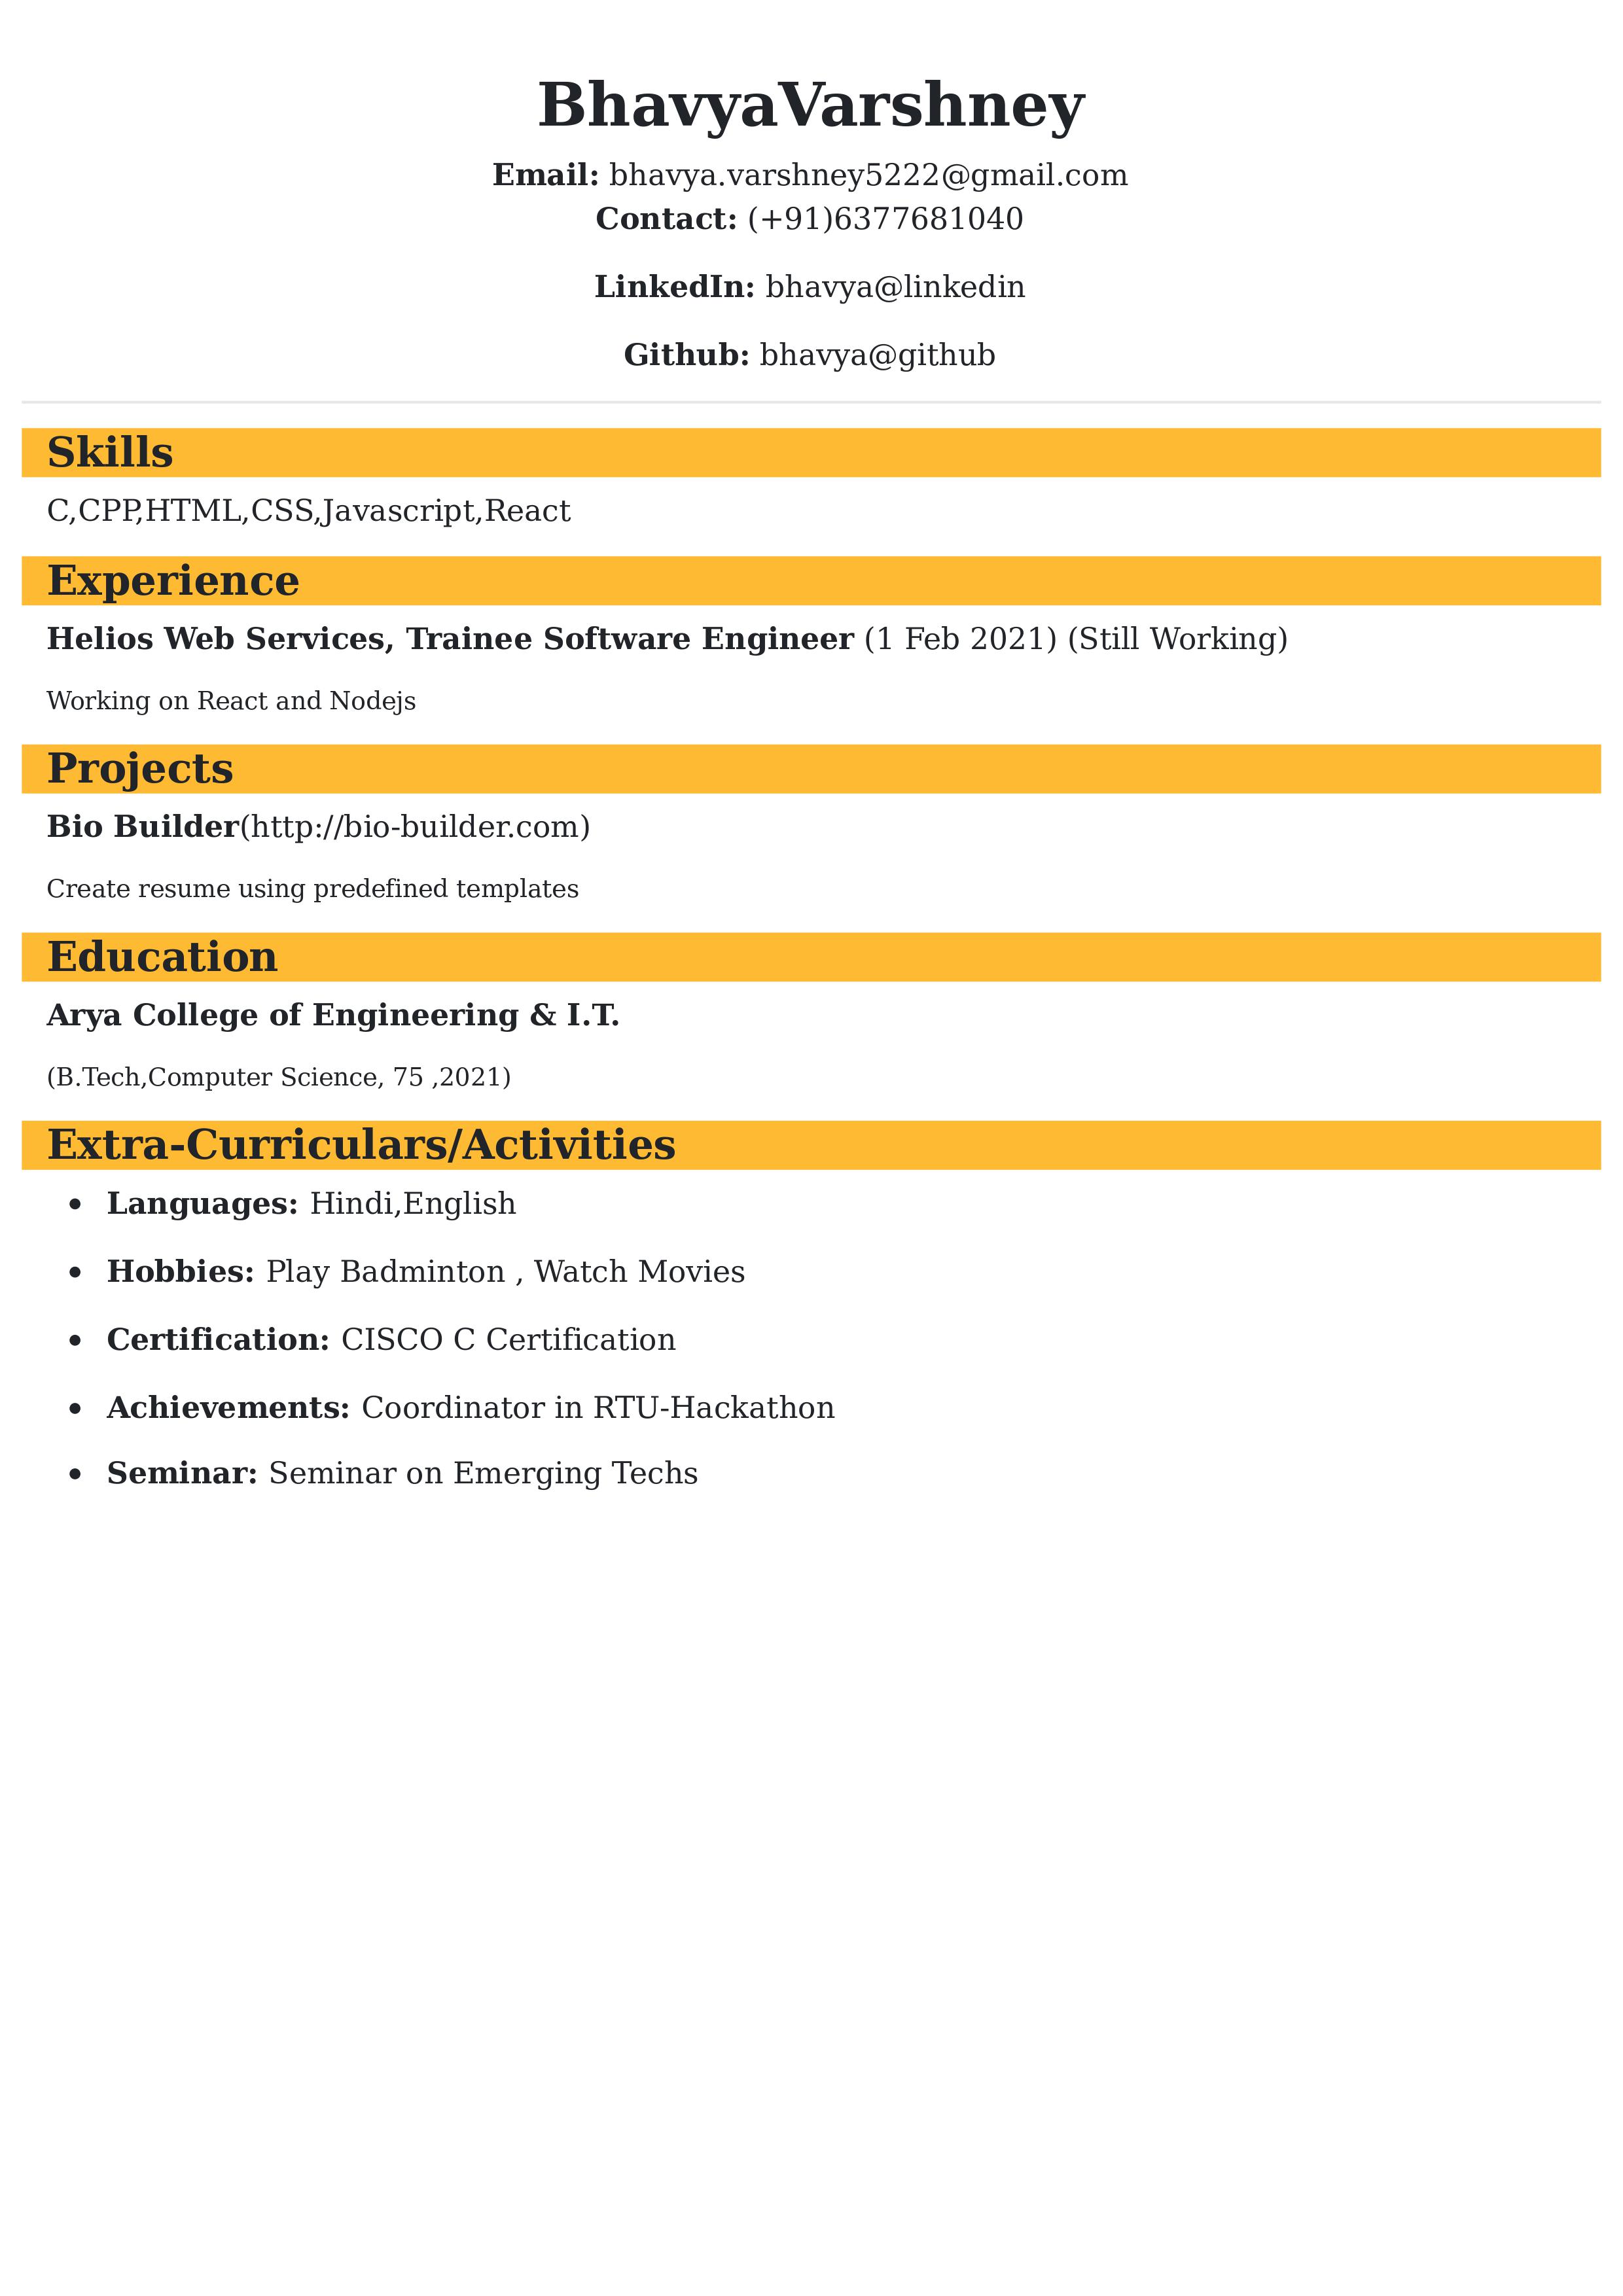 BhavyaVarshney
Email: bhavya.varshney5222@gmail.com
Contact: (+91)6377681040
LinkedIn: bhavya@linkedin
Github: bhavya@github
Skills
C,CPP,HTML,CSS,Javascript,React
Experience
Helios Web Services, Trainee Software Engineer (1 Feb 2021) (Still Working)
Working on React and Nodejs
Projects
Bio Builder(http://bio-builder.com)
Create resume using predefined templates
Education
Arya College of Engineering & I.T.
(B.Tech,Computer Science, 75 ,2021)
Extra-Curriculars/Activities
• Languages: Hindi,English
• Hobbies: Play Badminton , Watch Movies
• Certification: CISCO C Certification
• Achievements: Coordinator in RTU-Hackathon
• Seminar: Seminar on Emerging Techs